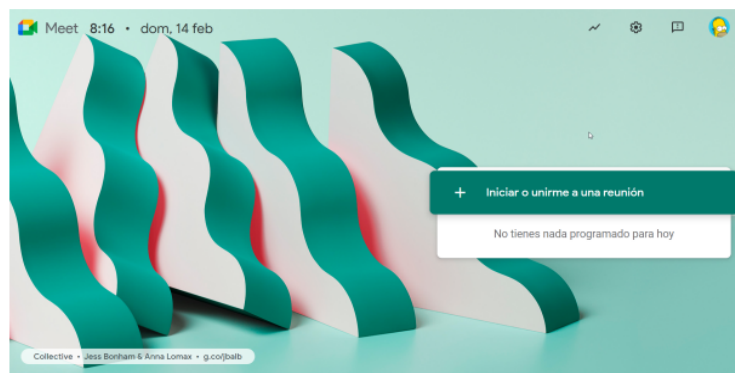 Meet 8:16 • dom, 14 feb
Iniciar o unirme a una reunión
No tienes nada programado para hoy
Collective • Jess Bonham & Anna Lomax • g.co/jbalb